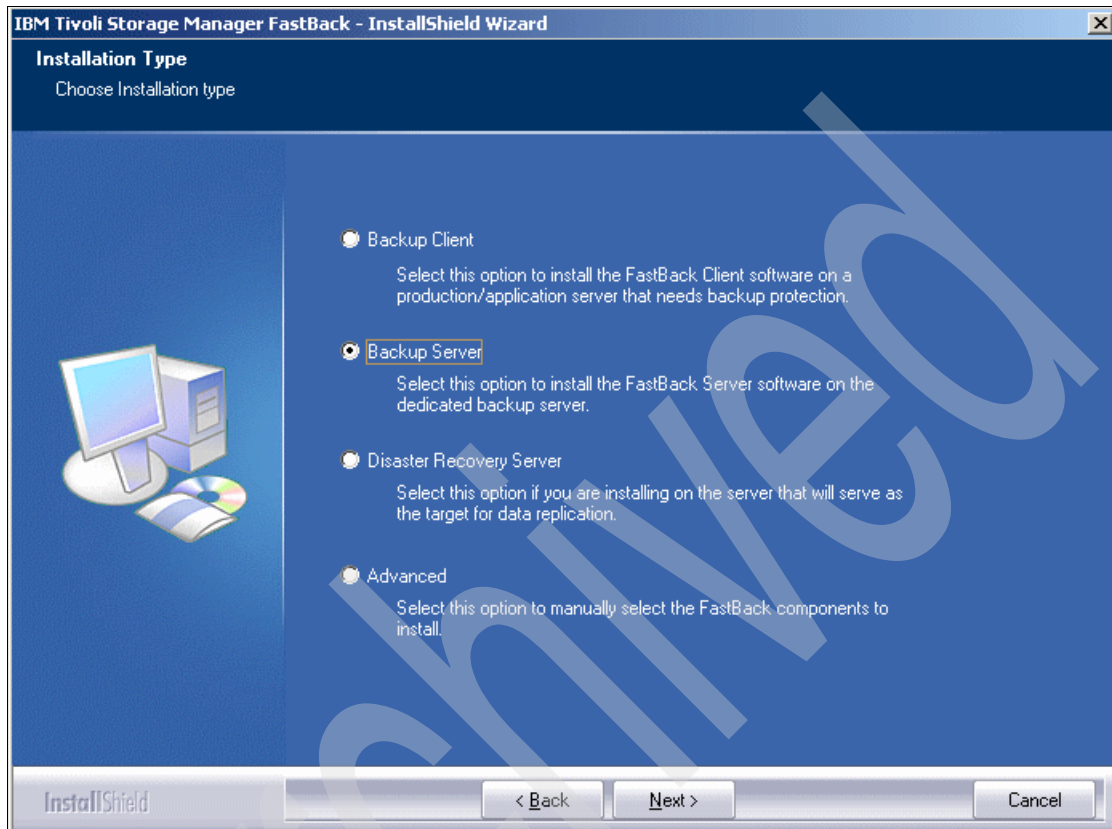 IBM Tivoli Storage Manager FastBack - InstallShield Wizard
Installation Type
Choose Installation type
Backup Client
Select this option to install the FastBack Client software on a
production/application server that needs backup protection.
Backup Server
Select this option to install the FastBack Server software on the
dedicated backup server.
Disaster Recovery Server
Select this option if you are installing on the server that will serve as
the target for data replication.
Advanced
Select this option to manually select the FastBack components to
install.
InstallShield
< Back
Next >
Cancel